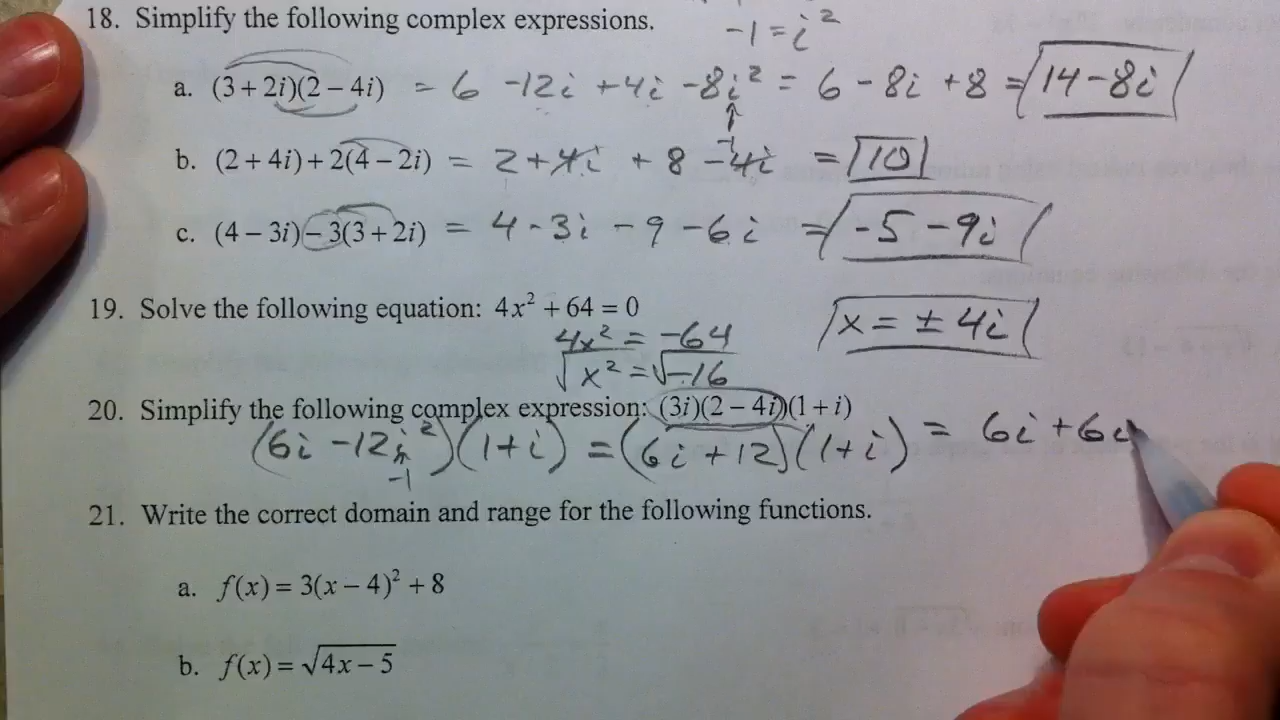 18. Simplify the following complex expressions. -1 = i²
a. (3 + 2i)(2 – 4i) = 6 -12i +4i -8i² = 6 - 8i + 8 = 14 - 8i
-1
b. (2 + 4i) + 2(4 – 2i) = 2 + 4i + 8 - 4i = 10
c. (4 – 3i) – 3(3 + 2i) = 4 - 3i - 9 - 6i = -5 - 9i
19. Solve the following equation: 4x² + 64 = 0 x = ± 4i
4x² = -64
√x² = √-16
20. Simplify the following complex expression: (3i)(2 – 4i)(1 + i)
(6i - 12i²)(1+i) = (6i + 12)(1+i) = 6i + 6i
-1
21. Write the correct domain and range for the following functions.
a. f(x) = 3(x – 4)² + 8
b. f(x) = √4x – 5